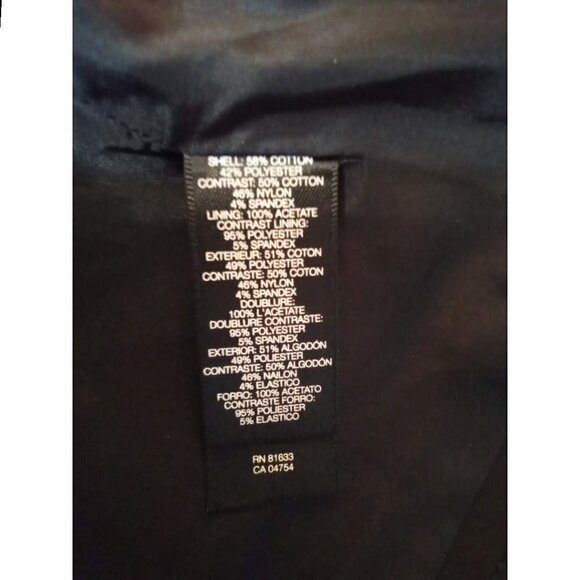 SHELL: 58% COTTON
42% POLYESTER
CONTRAST: 50% COTTON
46% NYLON
4% SPANDEX
LINING: 100% ACETATE
CONTRAST LINING:
95% POLYESTER
5% SPANDEX
EXTERIEUR: 51% COTON
49% POLYESTER
CONTRASTE: 50% COTON
46% NYLON
4% SPANDEX
DOUBLURE:
100% L'ACÉTATE
DOUBLURE CONTRASTE:
95% POLYESTER
5% SPANDEX
EXTERIOR: 51% ALGODÓN
49% POLIESTER
CONTRASTE: 50% ALGODÓN
46% NAILON
4% ELASTICO
FORRO: 100% ACETATO
CONTRASTE FORRO:
95% POLIESTER
5% ELASTICO
RN 81633
CA 04754